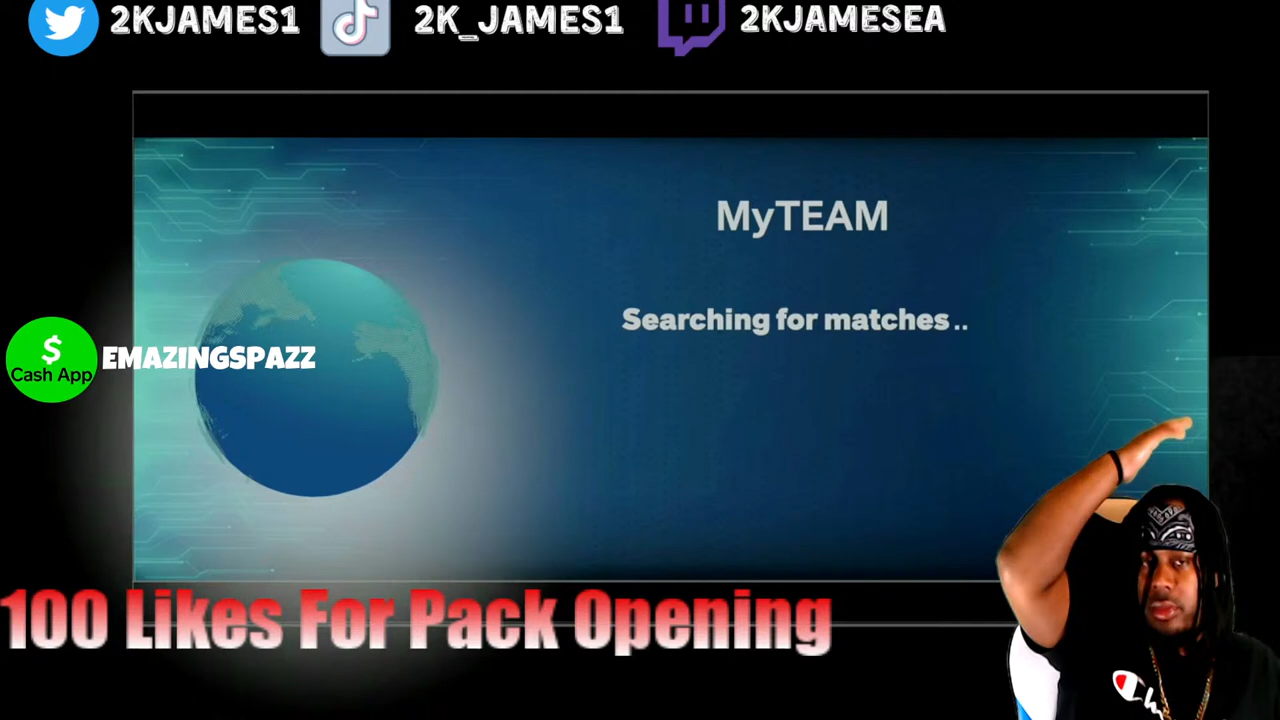 2KJAMES1 2K_JAMES1 2KJAMESEA
MyTEAM
Searching for matches..
$
Cash App
EMAZINGSPAZZ
100 Likes For Pack Opening